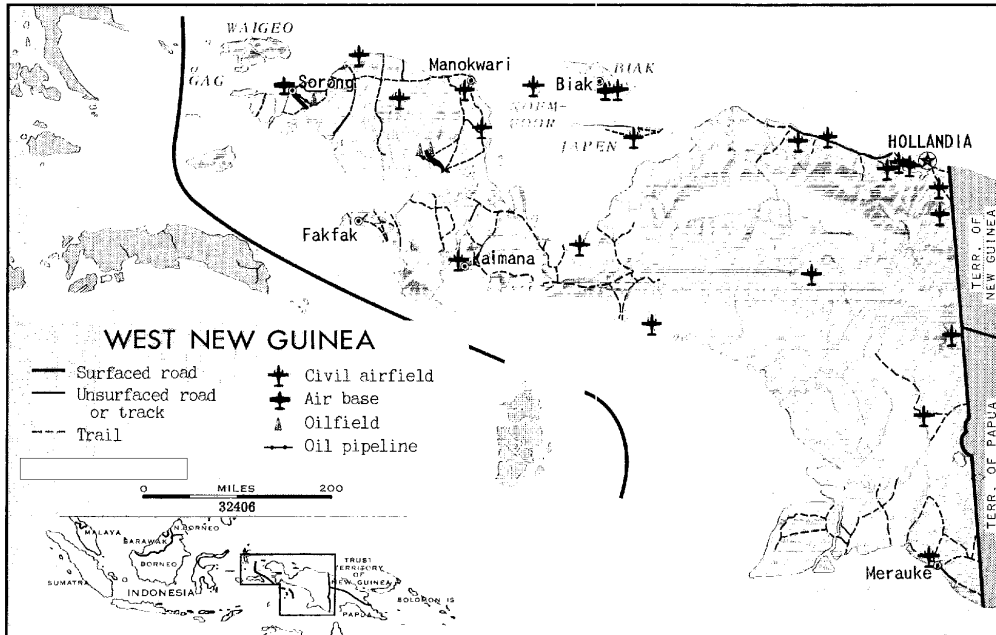 WAIGEO
GAG
Sorong
Manokwari
Biak
BIAK
NOEM-
FOOR
JAPEN
HOLLANDIA
Fakfak
Kaimana
TERR. OF
NEW GUINEA
WEST NEW GUINEA
Surfaced road
Unsurfaced road
or track
Trail
Civil airfield
Air base
Oilfield
Oil pipeline
TERR. OF PAPUA
0 MILES 200
32406
Merauke
MALAYA
N.BORNEO
SARAWAK
BORNEO
SUMATRA
INDONESIA
TRUST
TERRITORY
OF
NEW GUINEA
PAPUA
SOLOMON IS